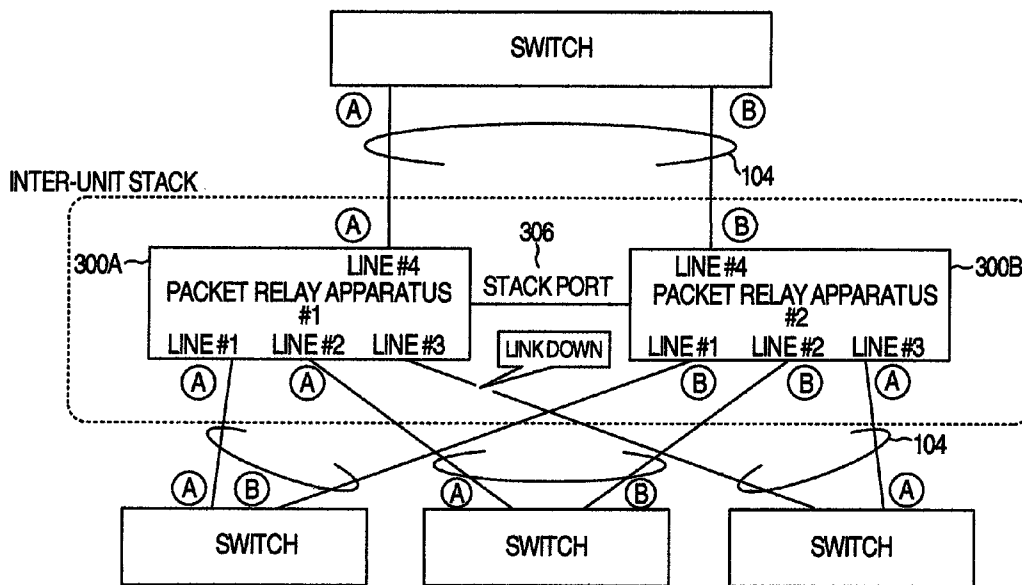 SWITCH
A
B
104
INTER-UNIT STACK
A
306
B
300A
LINE #4
STACK PORT
LINE #4
300B
PACKET RELAY APPARATUS
#1
PACKET RELAY APPARATUS
#2
LINE #1
LINE #2
LINE #3
LINK DOWN
LINE #1
LINE #2
LINE #3
A
A
B
B
A
104
A
B
A
B
A
SWITCH
SWITCH
SWITCH